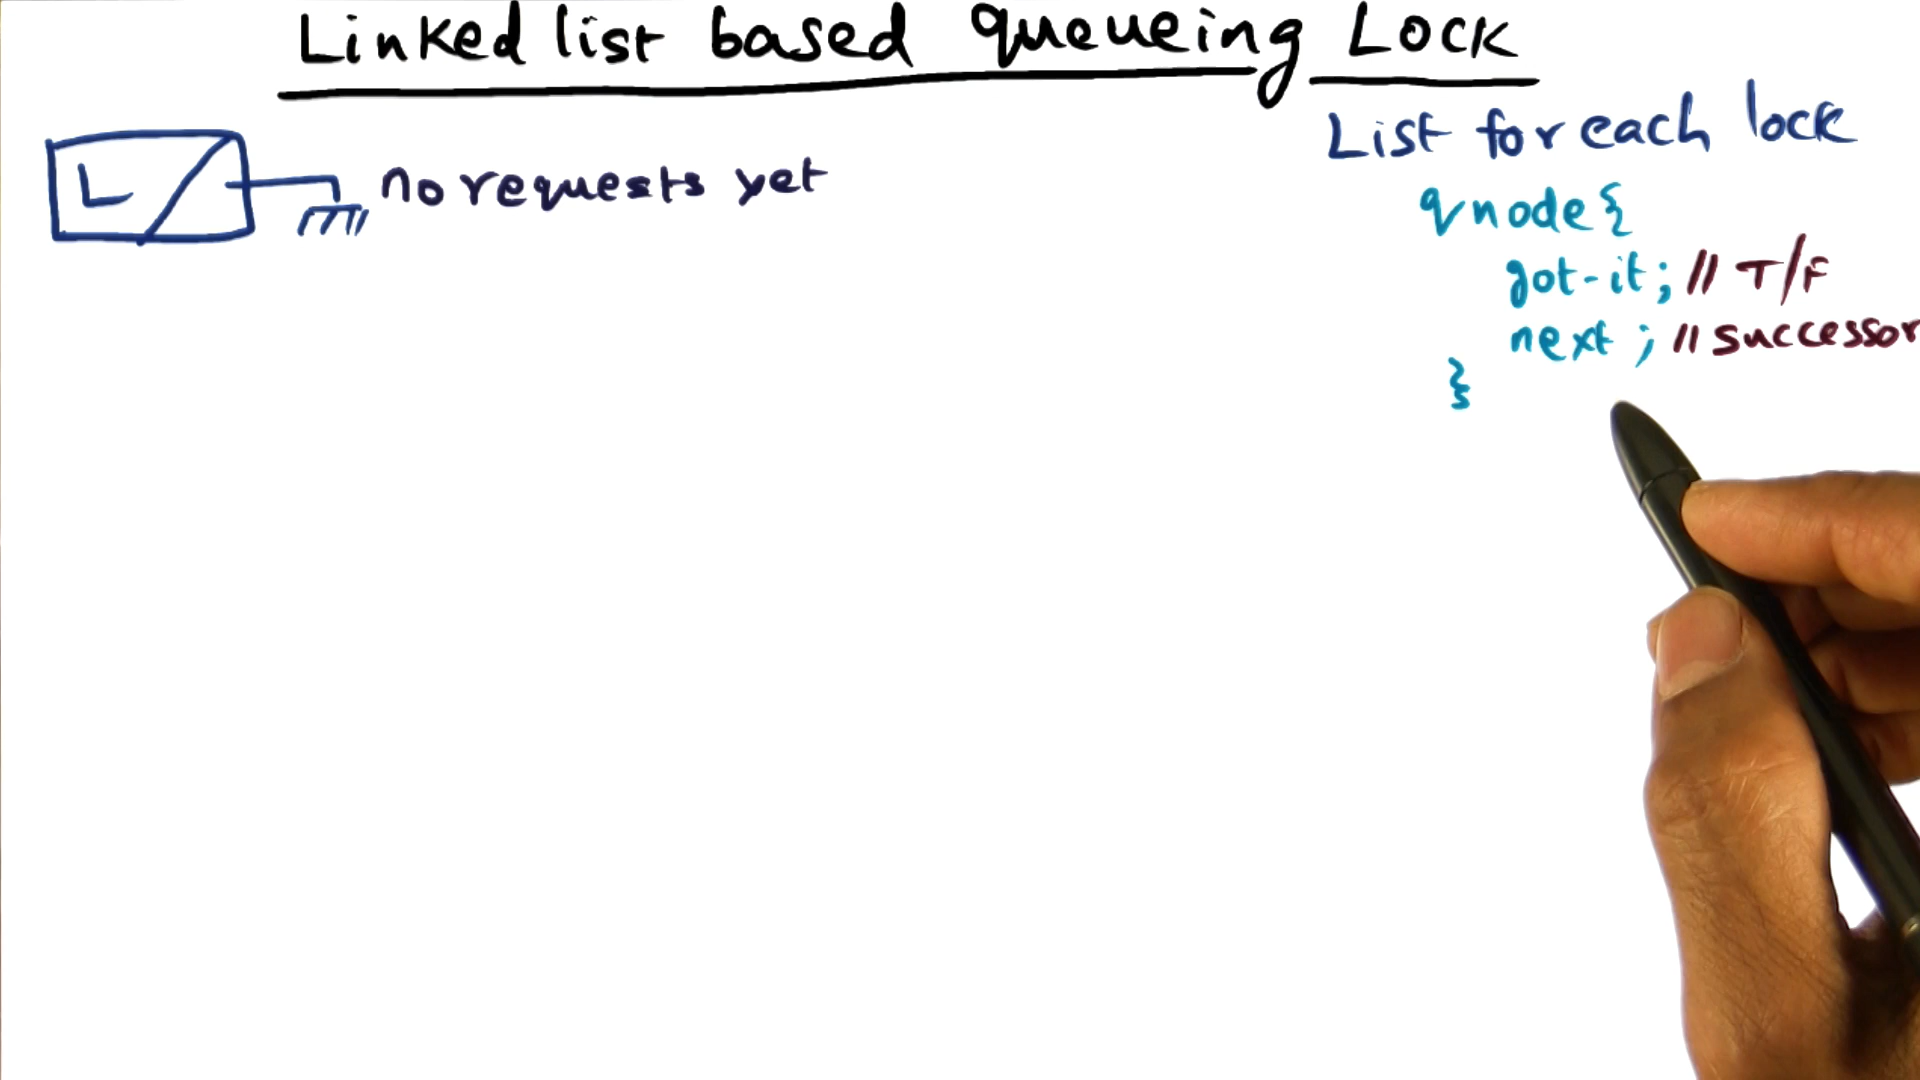 Linked list based queueing Lock
List for each lock
L no requests yet
qnode{
got-it; // T/F
next; // successor
}